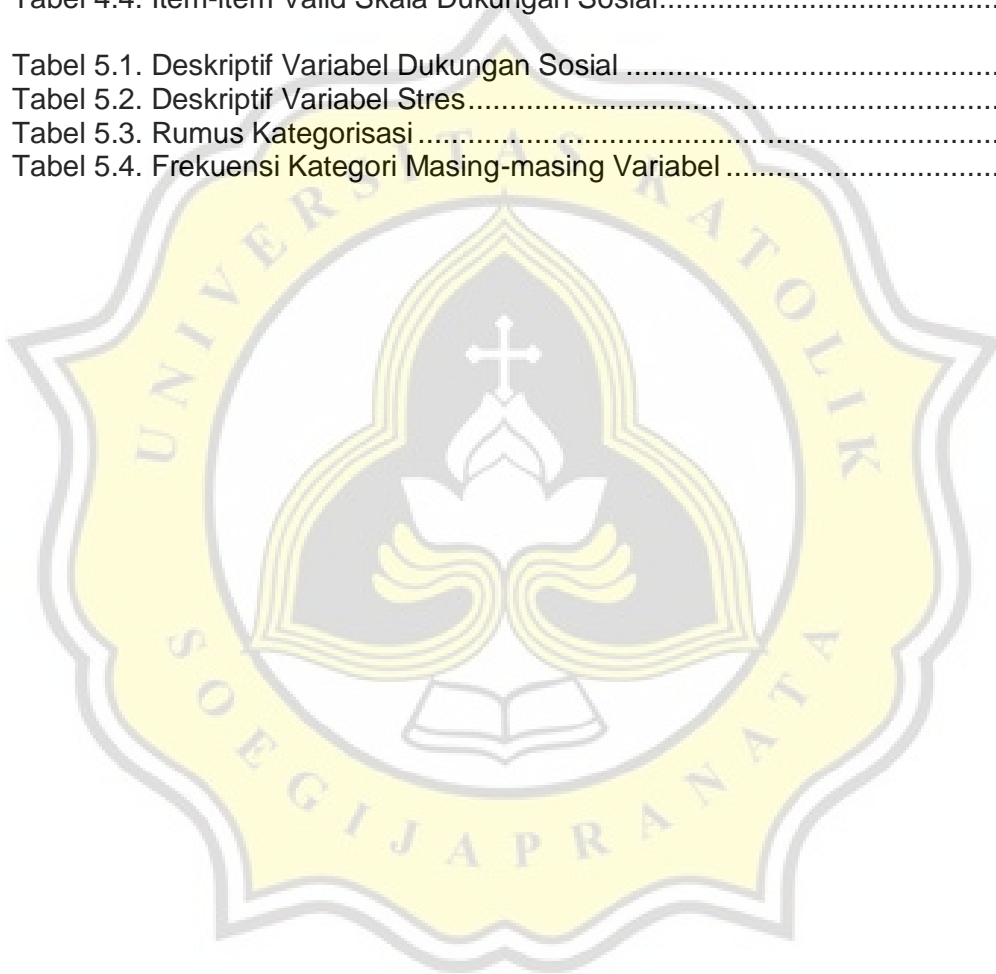 Tabel 4.4. Item-item Valid Skala Dukungan Sosial........................................
Tabel 5.1. Deskriptif Variabel Dukungan Sosial .............................................
Tabel 5.2. Deskriptif Variabel Stres................................................................
Tabel 5.3. Rumus Kategorisasi ......................................................................
Tabel 5.4. Frekuensi Kategori Masing-masing Variabel .................................
UNIVERSITAS KATOLIK
SOEGIJAPRANATA